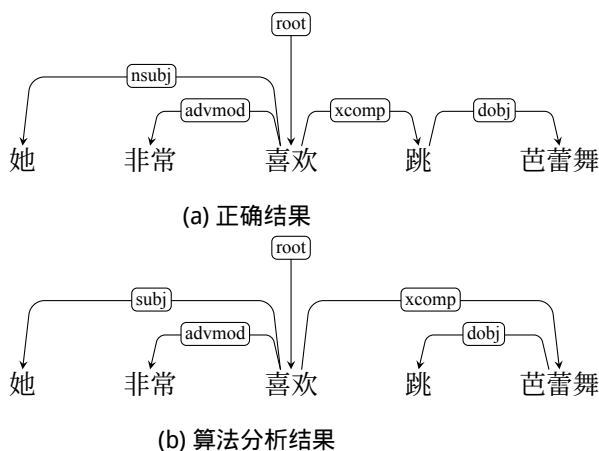 root
nsubj
advmod xcomp dobj
她 非常 喜欢 跳 芭蕾舞
(a) 正确结果
root
subj xcomp
advmod dobj
她 非常 喜欢 跳 芭蕾舞
(b) 算法分析结果